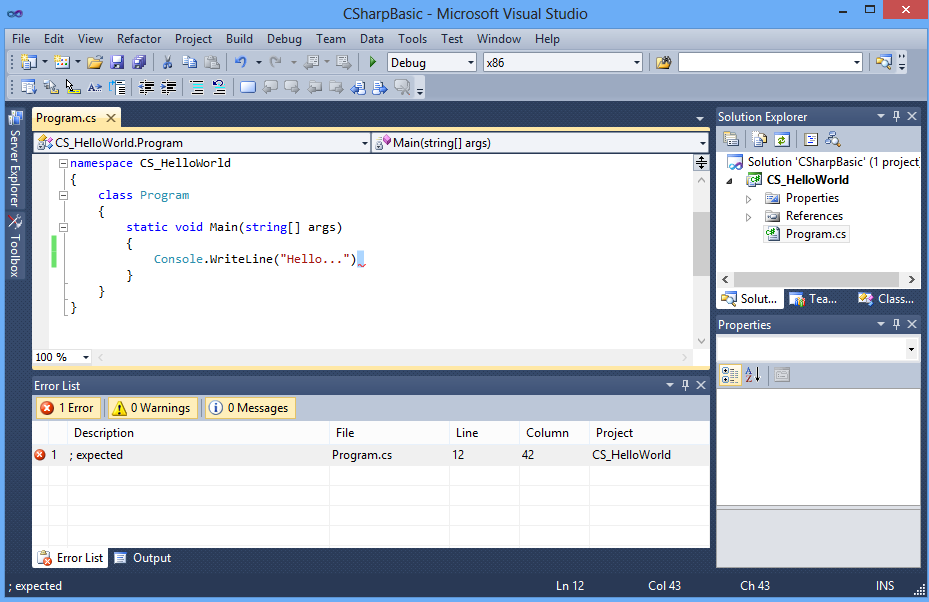 CSharpBasic - Microsoft Visual Studio
File Edit View Refactor Project Build Debug Team Data Tools Test Window Help
Debug x86
Server Explorer
Toolbox
Program.cs
CS_HelloWorld.Program Main(string[] args)
namespace CS_HelloWorld
{
class Program
{
static void Main(string[] args)
{
Console.WriteLine("Hello...")
}
}
}
100 %
Solution Explorer
Solution 'CSharpBasic' (1 project
CS_HelloWorld
Properties
References
Program.cs
Solut... Tea... Class...
Properties
Error List
1 Error 0 Warnings 0 Messages
Description File Line Column Project
1 ; expected Program.cs 12 42 CS_HelloWorld
Error List Output
; expected Ln 12 Col 43 Ch 43 INS